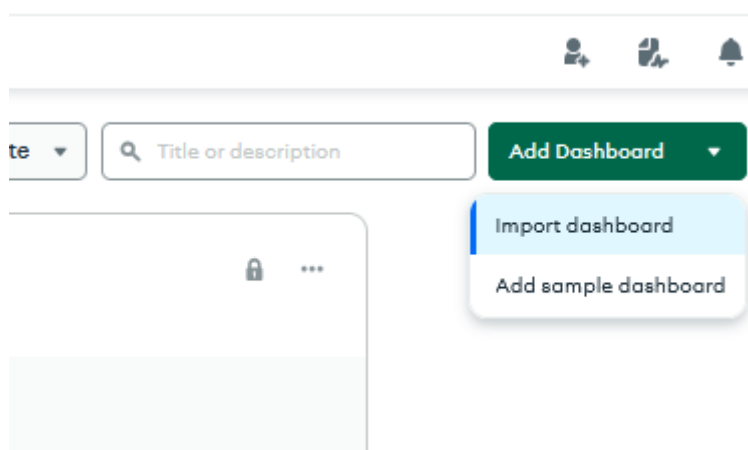 te
Title or description
Add Dashboard
Import dashboard
Add sample dashboard